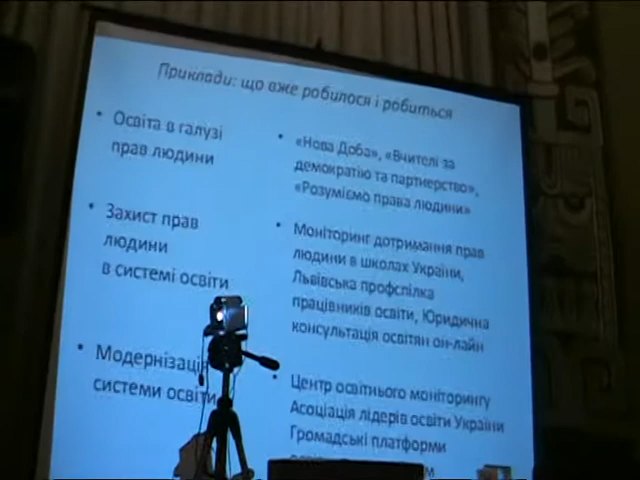 Приклади: що вже робилося і робиться
• Освіта в галузі
прав людини
• Захист прав
людини
в системі освіти
• Модернізація
системи освіти
• «Нова Доба», «Вчителі за
демократію та партнерство»,
«Розуміємо права людини»
• Моніторинг дотримання прав
людини в школах України,
Львівська профспілка
працівників освіти, Юридична
консультація освітян он-лайн
• Центр освітнього моніторингу
Асоціація лідерів освіти України
Громадські платформи